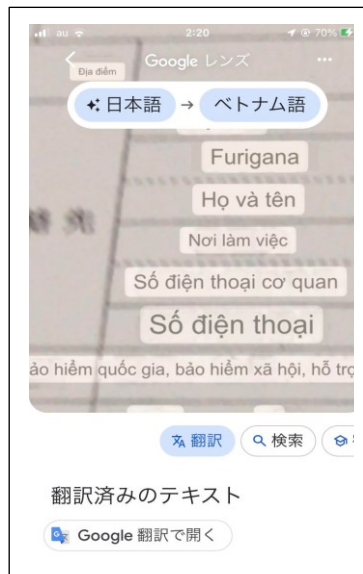 au 2:20 70%
Google レンズ
Địa điểm
日本語 → ベトナム語
Furigana
Họ và tên
Nơi làm việc
Số điện thoại cơ quan
Số điện thoại
ảo hiểm quốc gia, bảo hiểm xã hội, hỗ trợ
翻訳 検索
翻訳済みのテキスト
Google 翻訳で開く